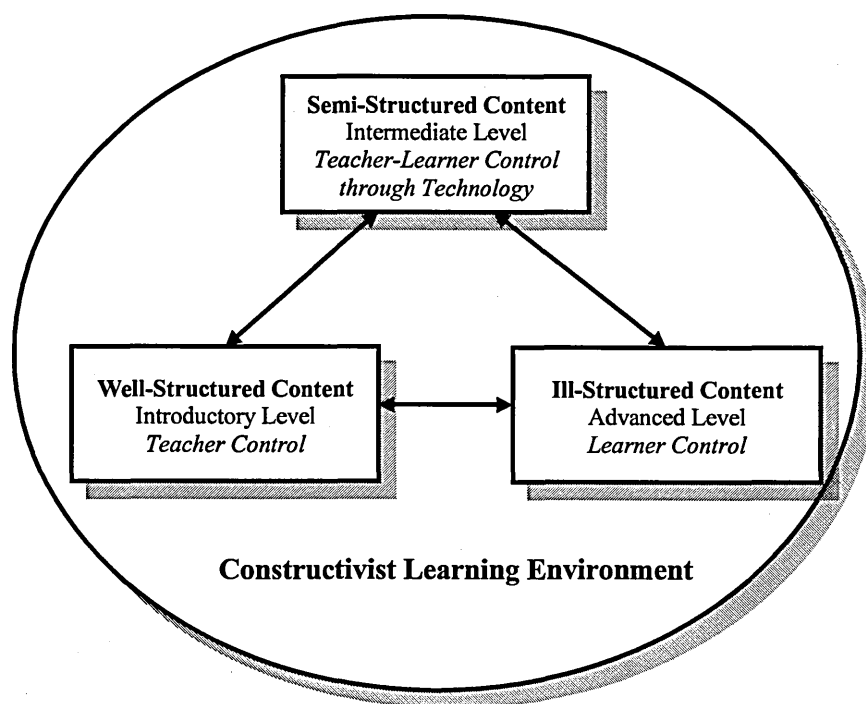 Semi-Structured Content
Intermediate Level
Teacher-Learner Control
through Technology
Well-Structured Content
Introductory Level
Teacher Control
Ill-Structured Content
Advanced Level
Learner Control
Constructivist Learning Environment